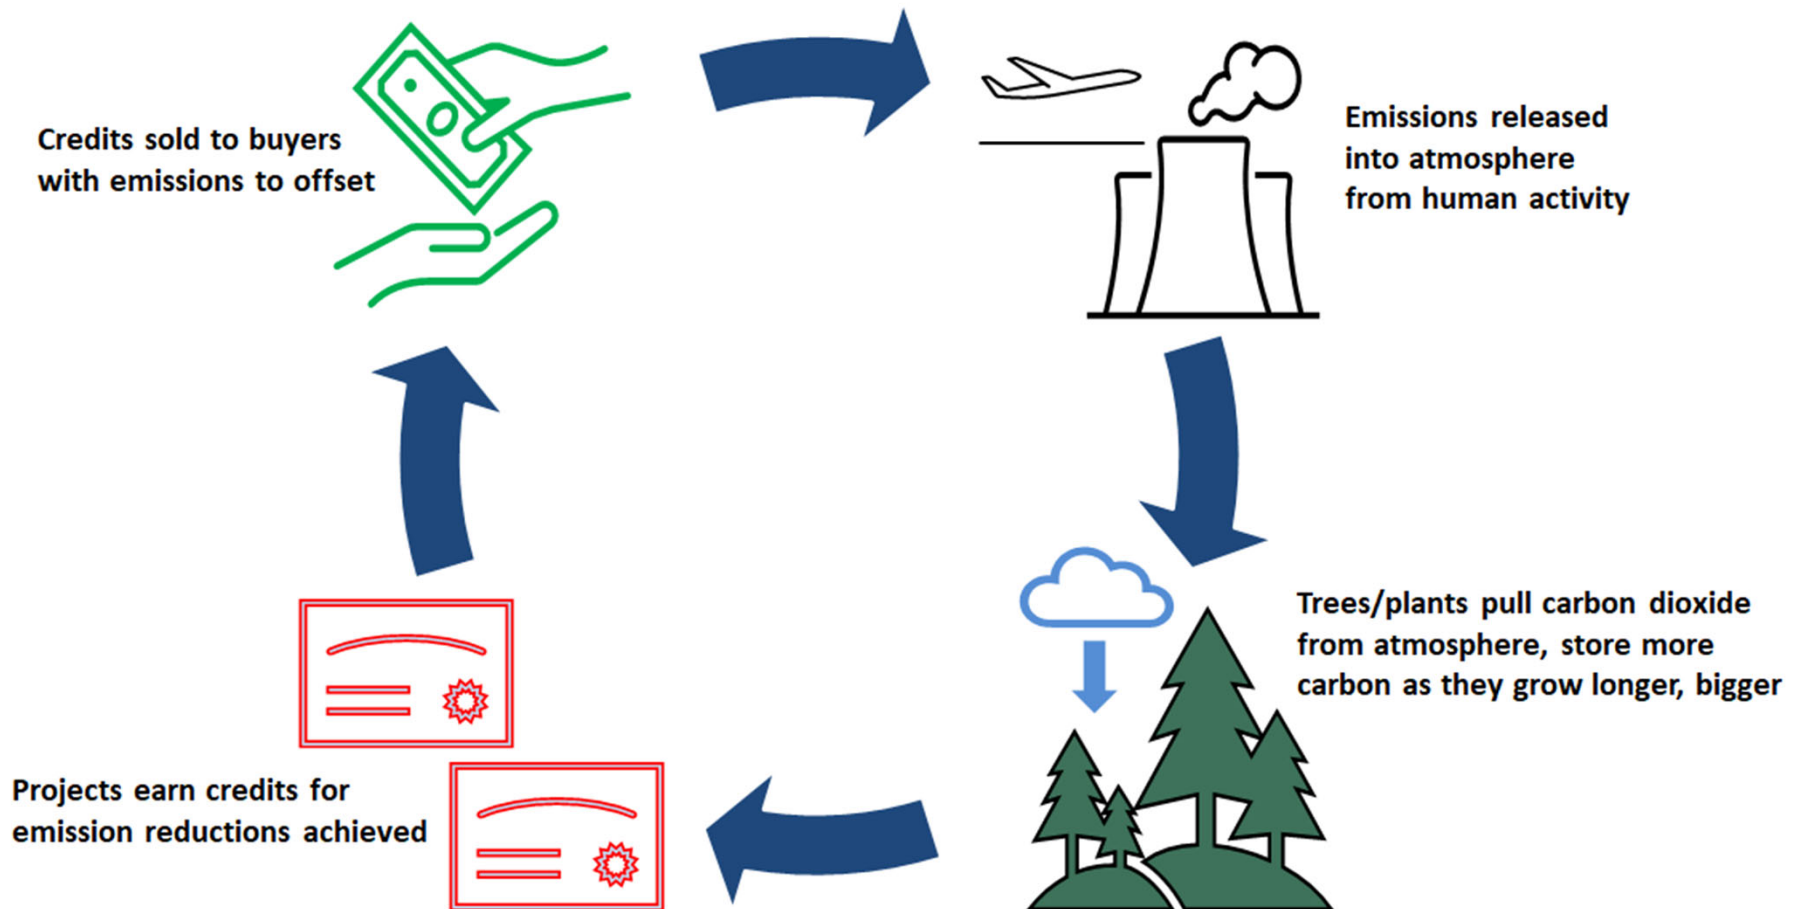 Credits sold to buyers
with emissions to offset
Emissions released
into atmosphere
from human activity
Trees/plants pull carbon dioxide
from atmosphere, store more
carbon as they grow longer, bigger
Projects earn credits for
emission reductions achieved